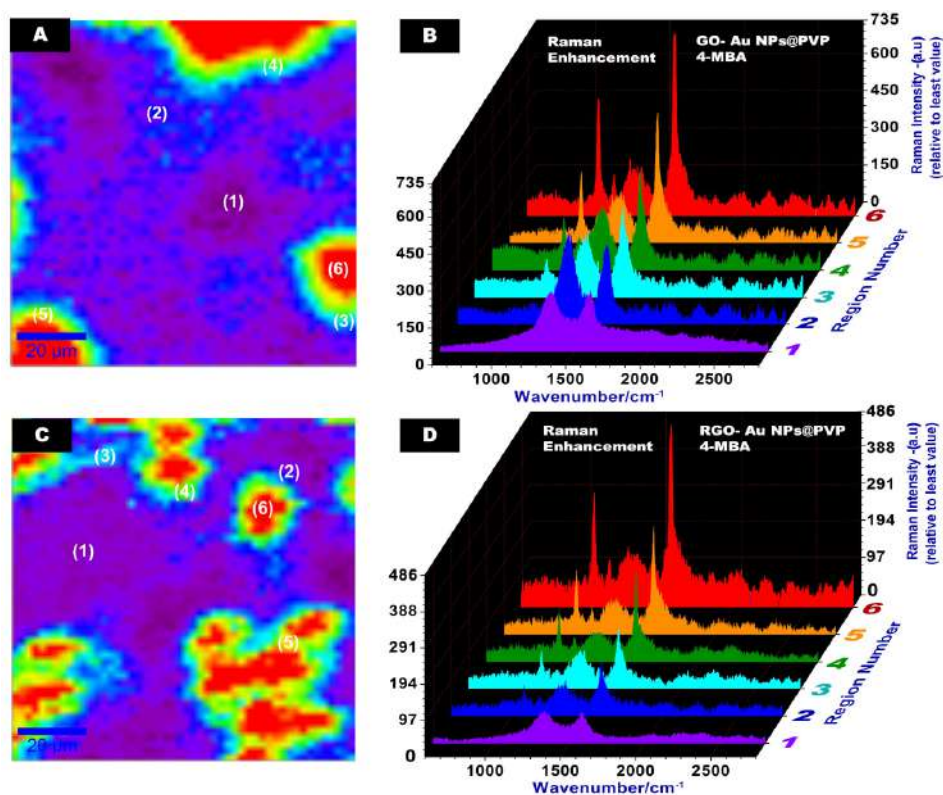 A
(4)
(2)
(1)
(6)
(3)
(5)
20 µm
B
Raman
Enhancement
GO- Au NPs@PVP
4-MBA
735
600
450
300
150
0
Raman Intensity -(a.u)
(relative to least value)
735
600
450
300
150
0
6
5
4
3
2
1
Region Number
1000 1500 2000 2500
Wavenumber/cm-1
C
(3)
(2)
(4)
(6)
(1)
(5)
20 µm
D
Raman
Enhancement
RGO- Au NPs@PVP
4-MBA
486
388
291
194
97
0
Raman Intensity -(a.u)
(relative to least value)
486
388
291
194
97
0
6
5
4
3
2
1
Region Number
1000 1500 2000 2500
Wavenumber/cm-1